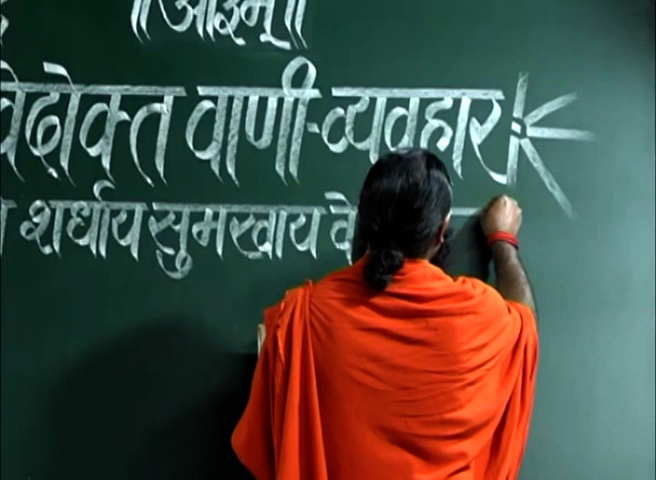 ॥ओ३म्॥
वेदोक्त वाणी-व्यवहार
शर्धाय सुमखाय वे